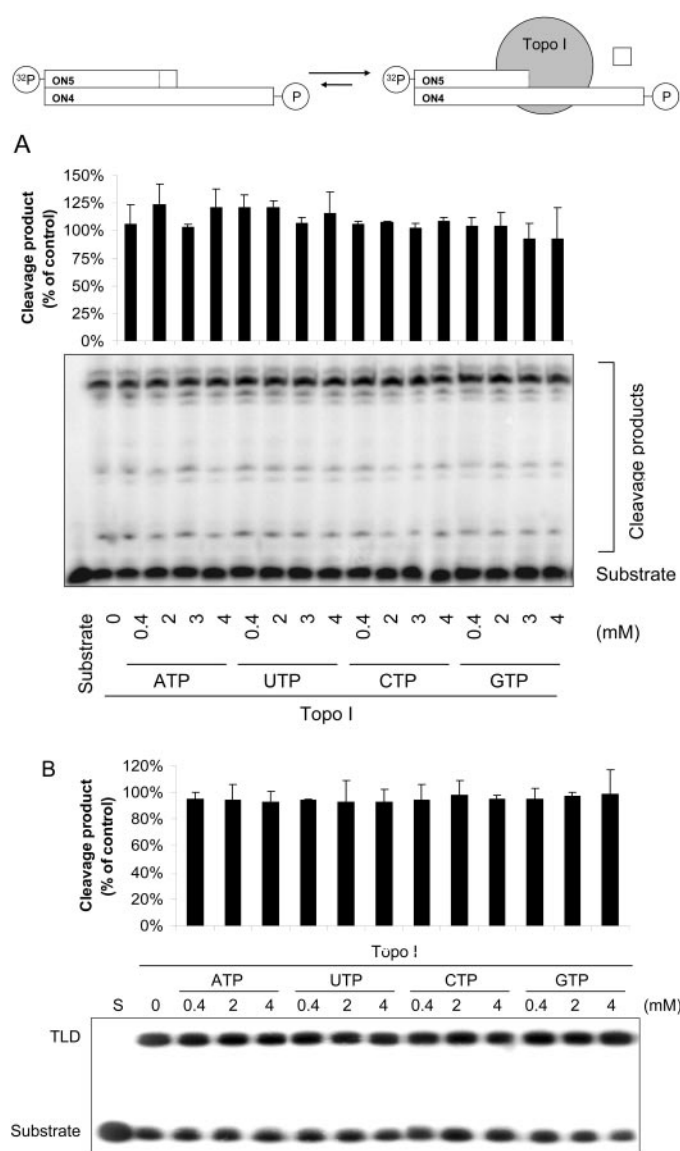 Topo I
32P ON5 32P ON5
ON4 P ON4 P
A
150%
125%
100%
75%
50%
25%
0%
Cleavage product
(% of control)
Cleavage products
Substrate
Substrate 0 0.4 2 3 4 0.4 2 3 4 0.4 2 3 4 0.4 2 3 4 (mM)
ATP UTP CTP GTP
Topo I
B
120%
100%
80%
60%
40%
20%
0%
Cleavage product
(% of control)
Topo I
ATP UTP CTP GTP
S 0 0.4 2 4 0.4 2 4 0.4 2 4 0.4 2 4 (mM)
TLD
Substrate